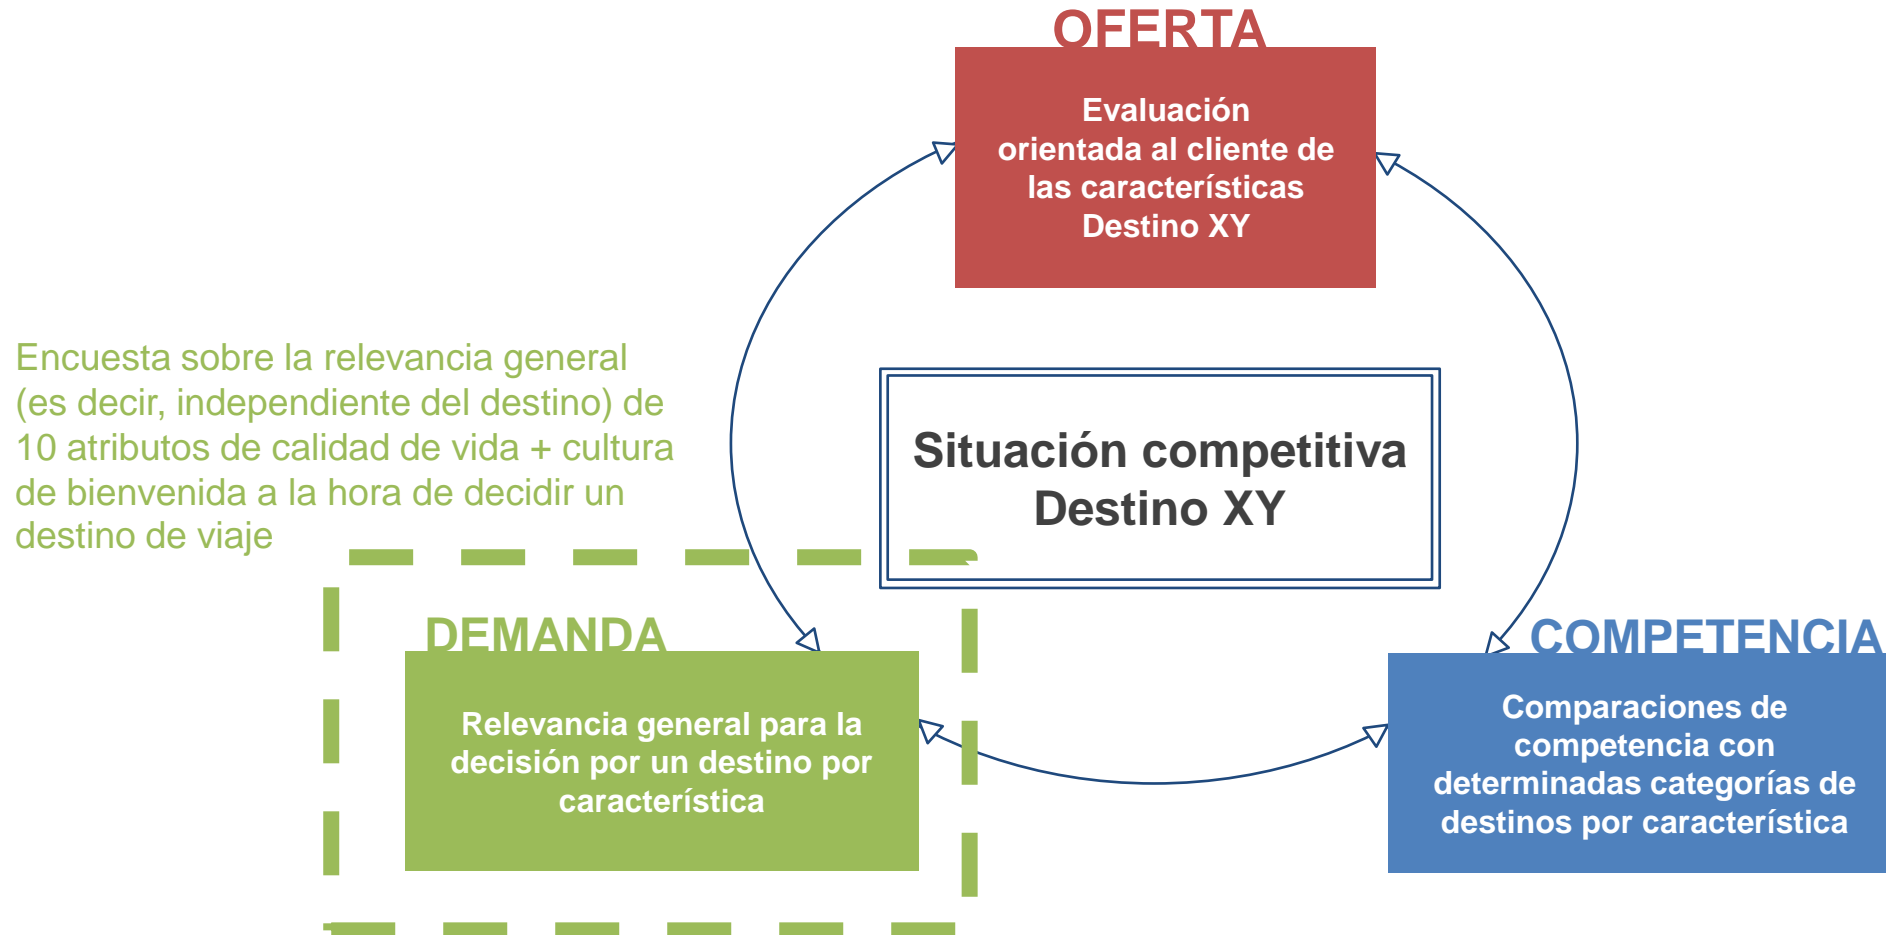 OFERTA
Evaluación
orientada al cliente de
las características
Destino XY
Encuesta sobre la relevancia general
(es decir, independiente del destino) de
10 atributos de calidad de vida + cultura
de bienvenida a la hora de decidir un
destino de viaje
Situación competitiva
Destino XY
DEMANDA
Relevancia general para la
decisión por un destino por
característica
COMPETENCIA
Comparaciones de
competencia con
determinadas categorías de
destinos por característica